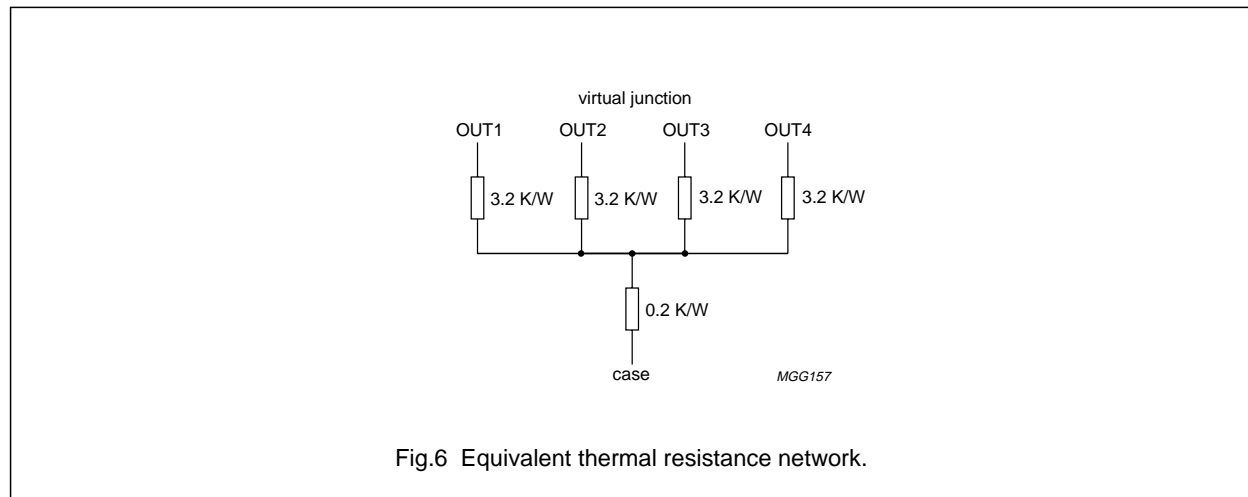 virtual junction
OUT1 OUT2 OUT3 OUT4
3.2 K/W 3.2 K/W 3.2 K/W 3.2 K/W
0.2 K/W
case MGG157
Fig.6 Equivalent thermal resistance network.